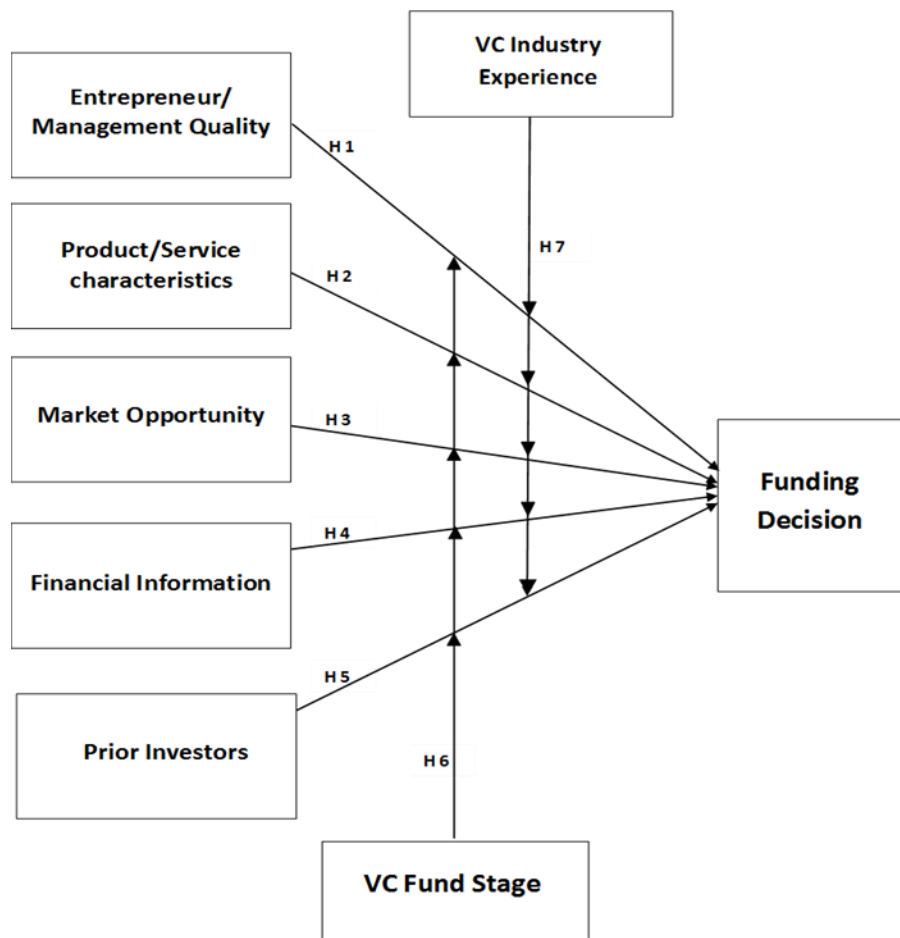 VC Industry
Experience
Entrepreneur/
Management Quality
H 1
Product/Service
characteristics
H 2
H 7
Market Opportunity
H 3
Funding
Decision
Financial Information
H 4
Prior Investors
H 5
H 6
VC Fund Stage